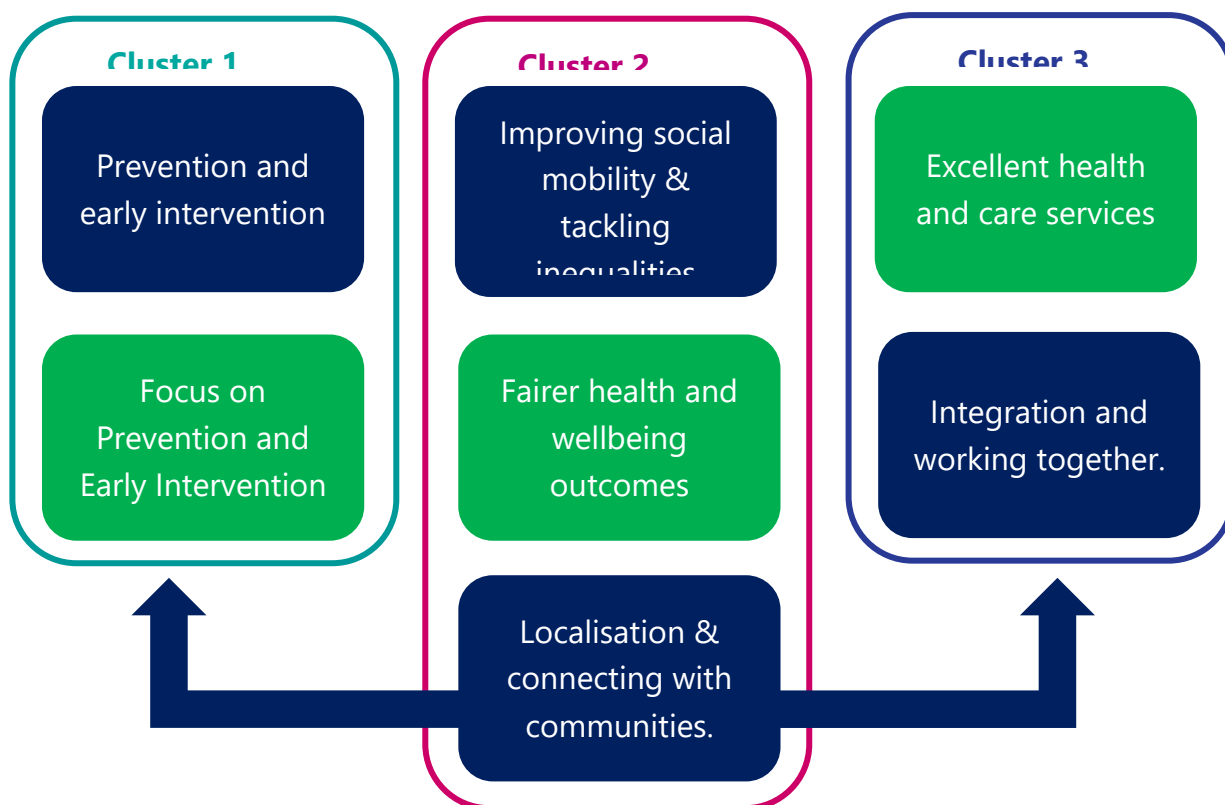 Cluster 1
Prevention and
early intervention
Focus on
Prevention and
Early Intervention
Cluster 2
Improving social
mobility &
tackling
inequalities
Fairer health and
wellbeing
outcomes
Localisation &
connecting with
communities.
Cluster 3
Excellent health
and care services
Integration and
working together.